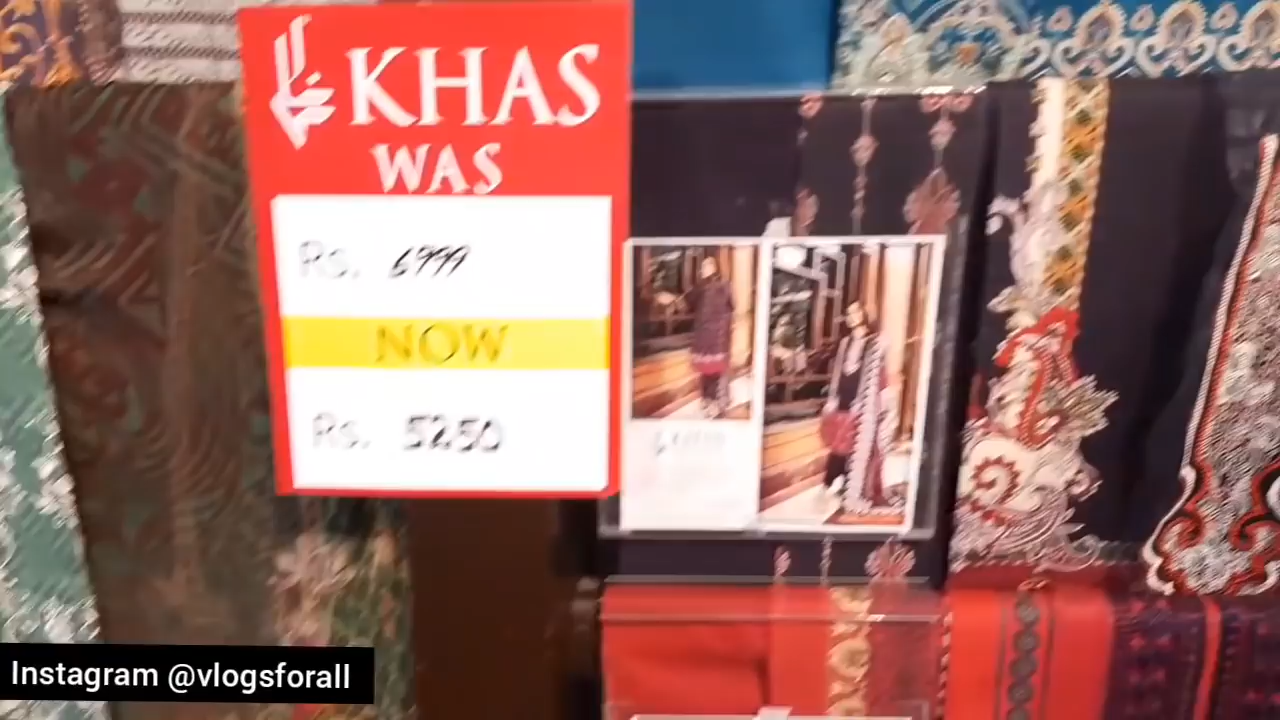 KHAS
WAS
Rs. 6999
NOW
Rs. 5250
Instagram @vlogsforall